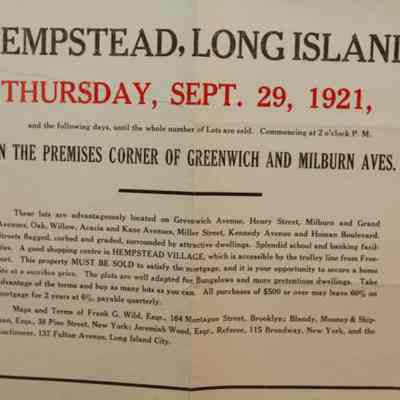 EMPSTEAD, LONG ISLAND
THURSDAY, SEPT. 29, 1921,
and the following days, until the whole number of Lots are sold. Commencing at 2 o'clock P. M.
N THE PREMISES CORNER OF GREENWICH AND MILBURN AVES.
These lots are advantageously located on Greenwich Avenue, Henry Street, Milburn and Grand
Avenues, Oak, Willow, Acacia and Kane Avenues, Miller Street, Kennedy Avenue and Homan Boulevard.
Streets flagged, curbed and graded, surrounded by attractive dwellings. Splendid school and banking facil-
ties. A good shopping centre in HEMPSTEAD VILLAGE, which is accessible by the trolley line from Free-
port. This property MUST BE SOLD to satisfy the mortgage, and it is your opportunity to secure a home
site at a sacrifice price. The plots are well adapted for Bungalows and more pretentious dwellings. Take
advantage of the terms and buy as many lots as you can. All purchases of $500 or over may leave 60% on
mortgage for 2 years at 6%, payable quarterly.
Maps and Terms of Frank G. Wild, Esq., 164 Montague Street, Brooklyn; Blandy, Mooney & Ship-
man, Esqs., 38 Pine Street, New York; Jeremiah Wood, Esq., Referee, 115 Broadway, New York, and the
Auctioneer, 137 Fulton Avenue, Long Island City.